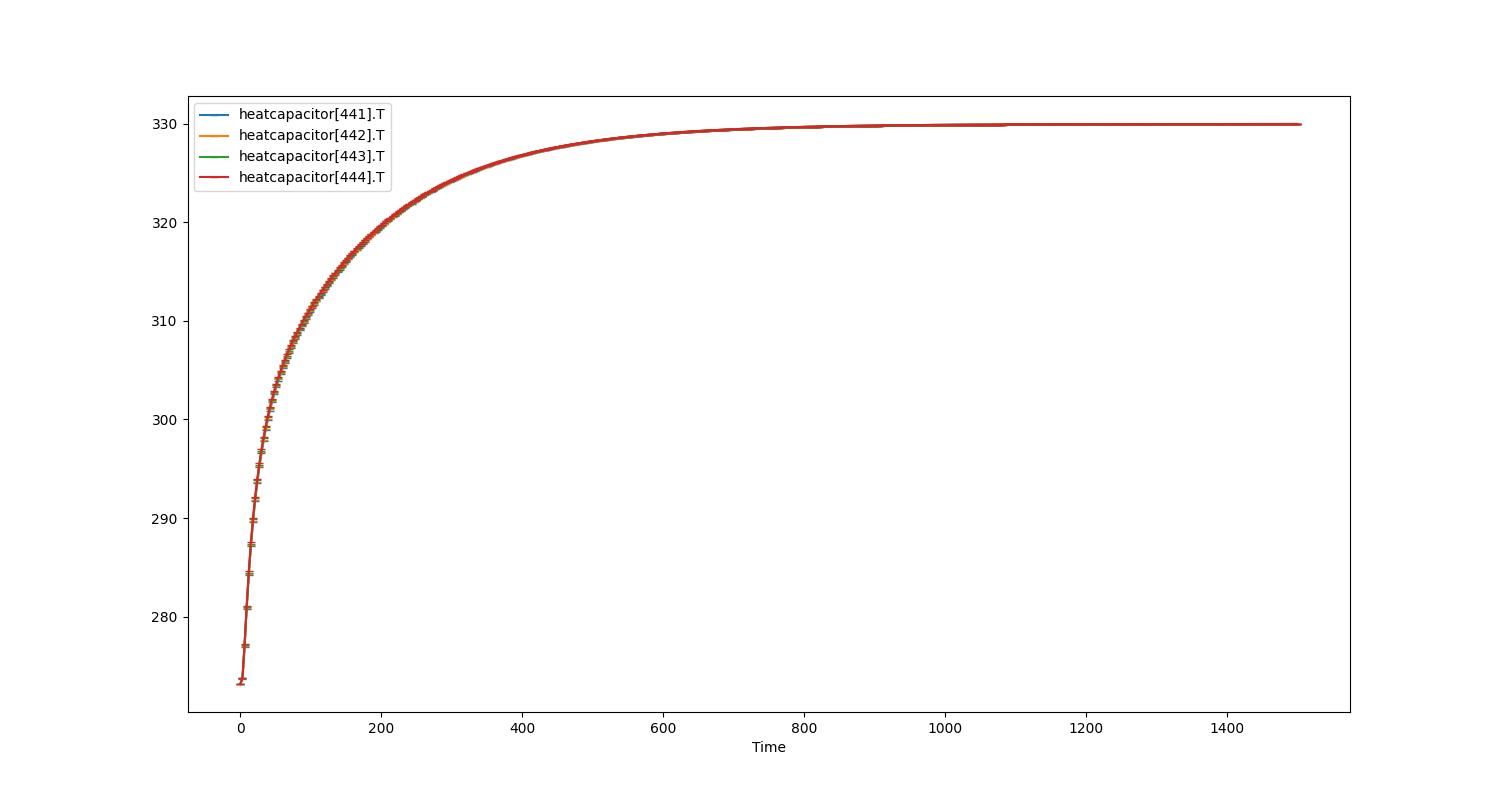 heatcapacitor[441].T
heatcapacitor[442].T
heatcapacitor[443].T
heatcapacitor[444].T
330
320
310
300
290
280
0 200 400 600 800 1000 1200 1400
Time